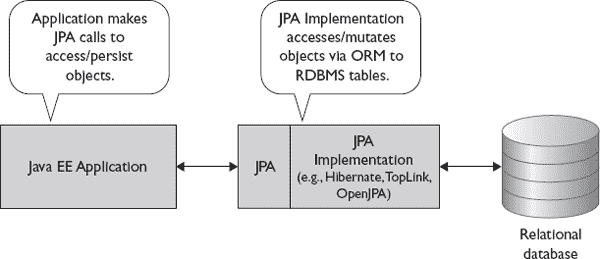 Application makes
JPA calls to
access/persist
objects.
JPA Implementation
accesses/mutates
objects via ORM to
RDBMS tables.
Java EE Application
JPA
JPA
Implementation
(e.g., Hibernate, TopLink,
OpenJPA)
Relational
database